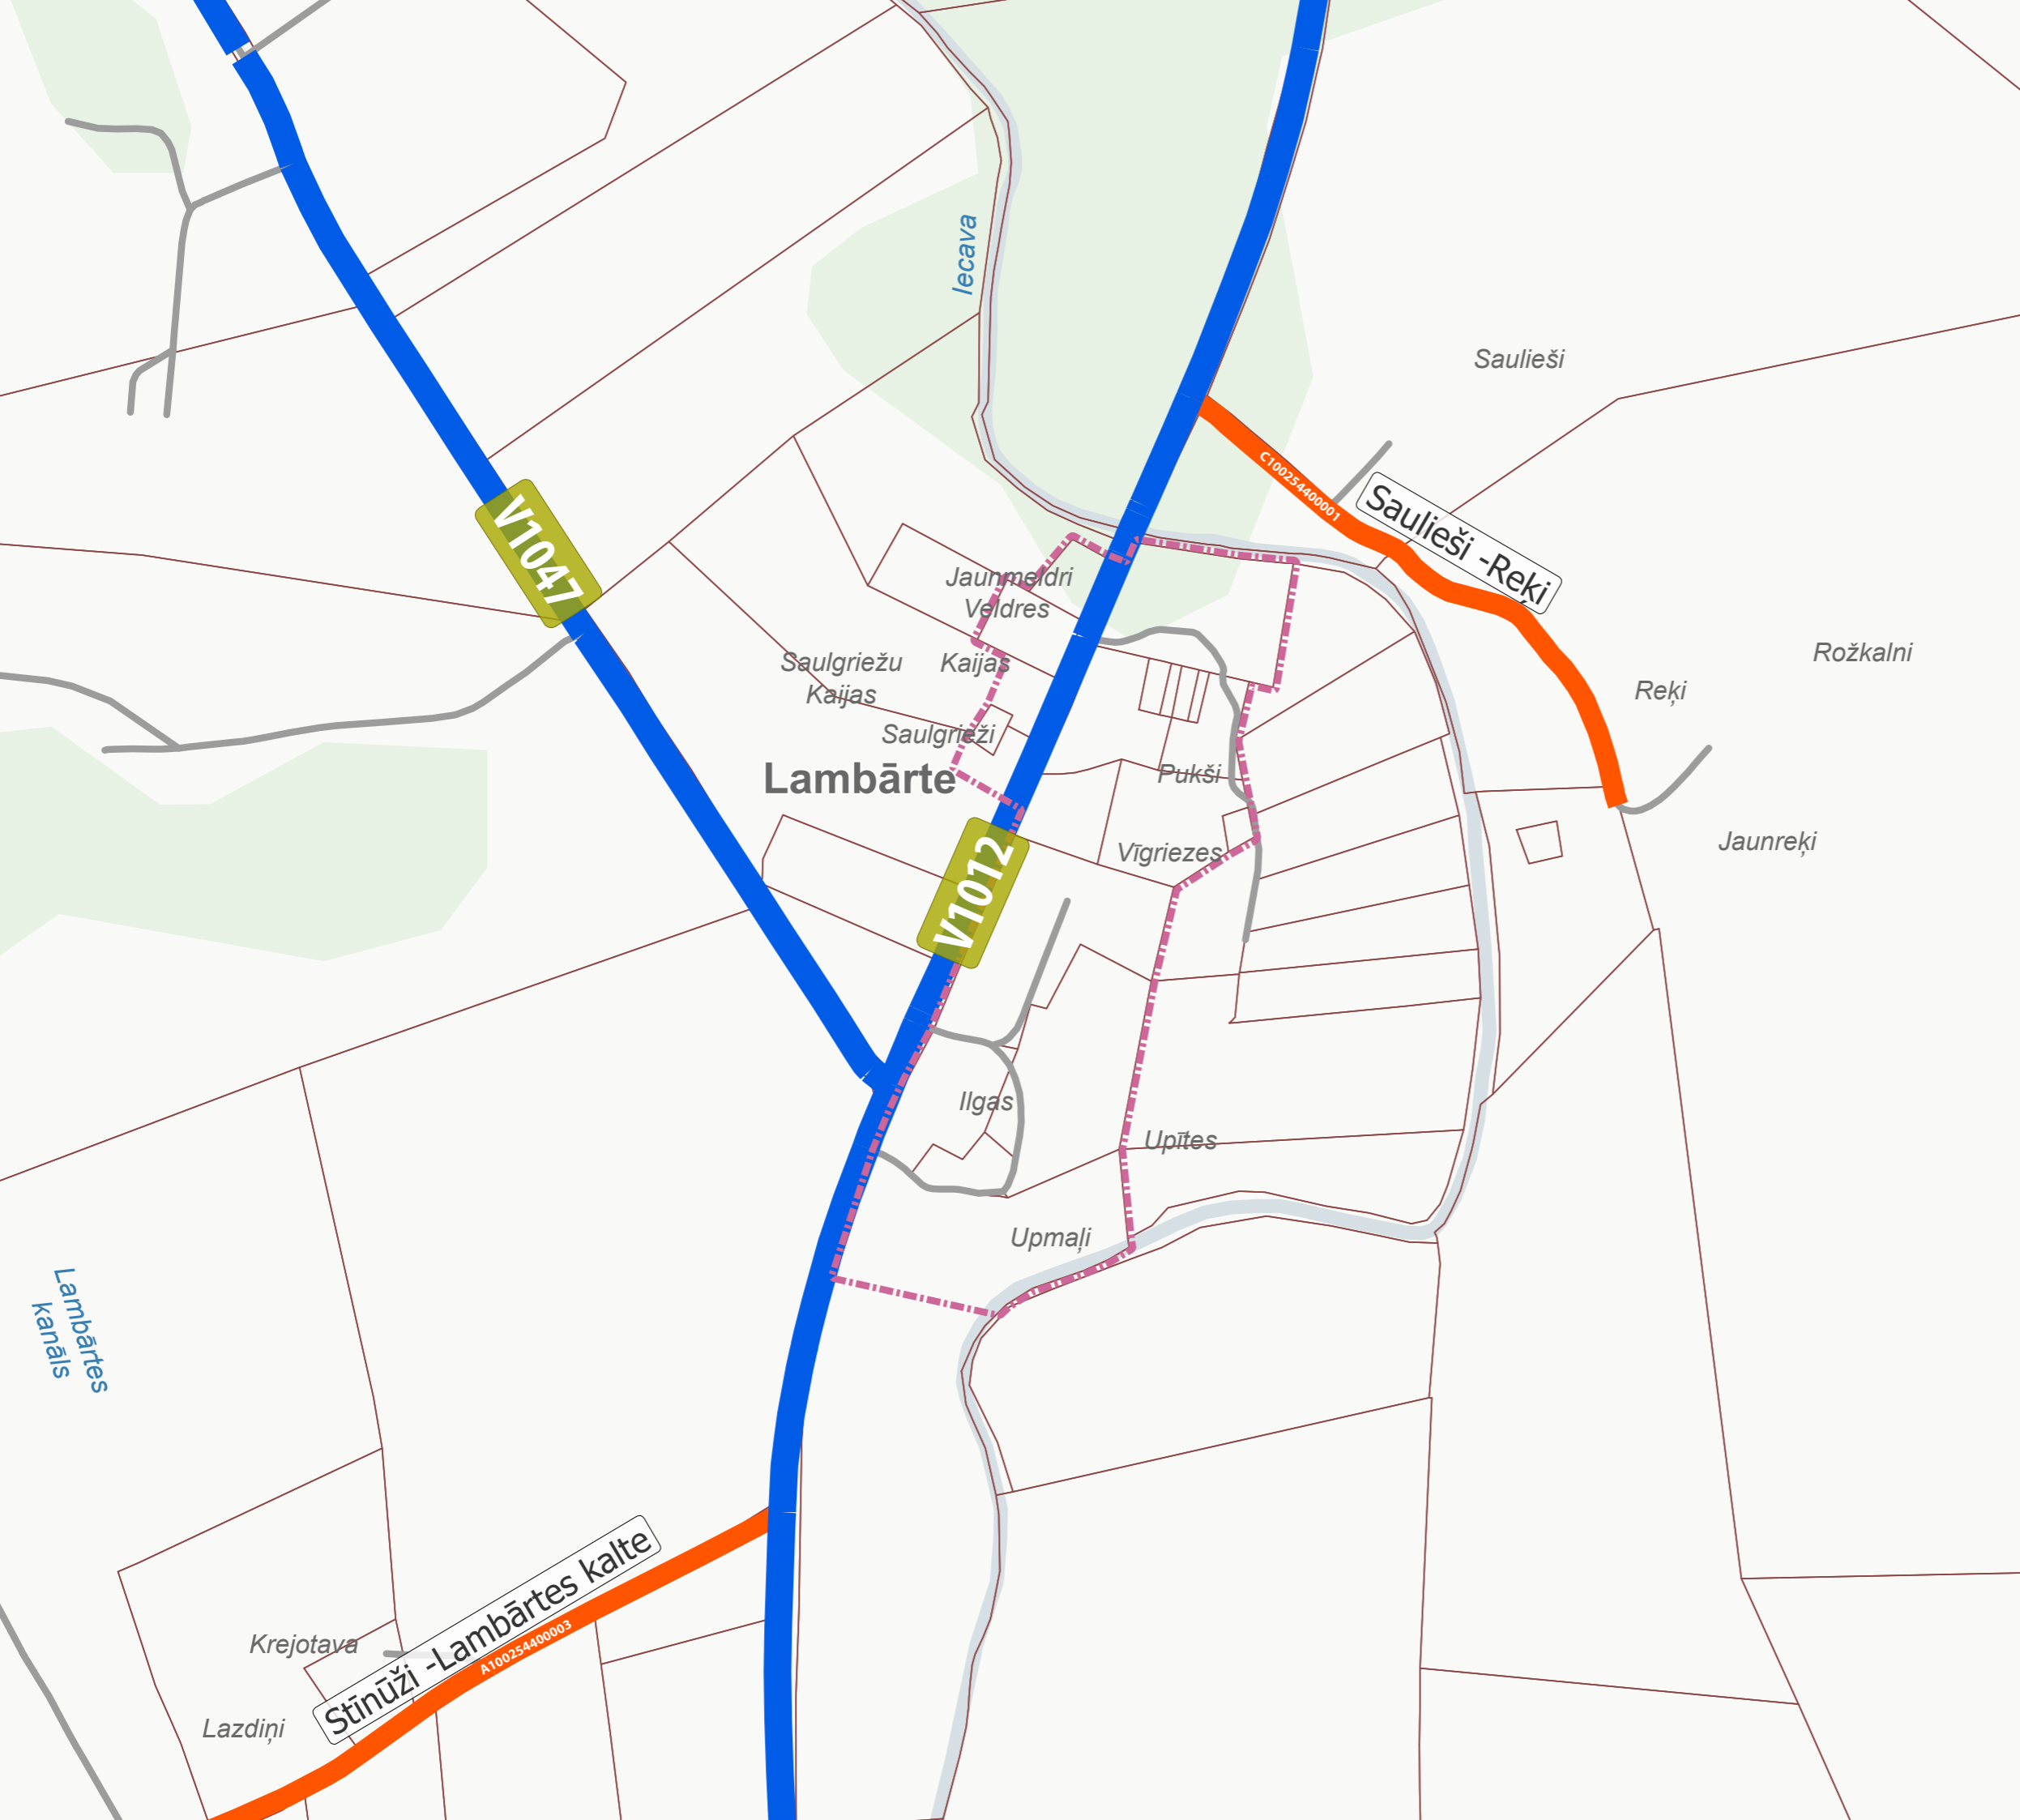 Iecava
Saulieši
C100254400001
Saulieši -Reķi
V1047
Jaunmeldri
Veldres
Saulgriežu
Kaijas
Kaijas
Rožkalni
Reķi
Saulgrieži
Lambārte
Pukši
Vīgriezes
Jaunreķi
V1012
Ilgas
Upītes
Upmaļi
Lambārtes
kanāls
Stīnūži -Lambārtes kalte
A100254400003
Krejotava
Lazdiņi